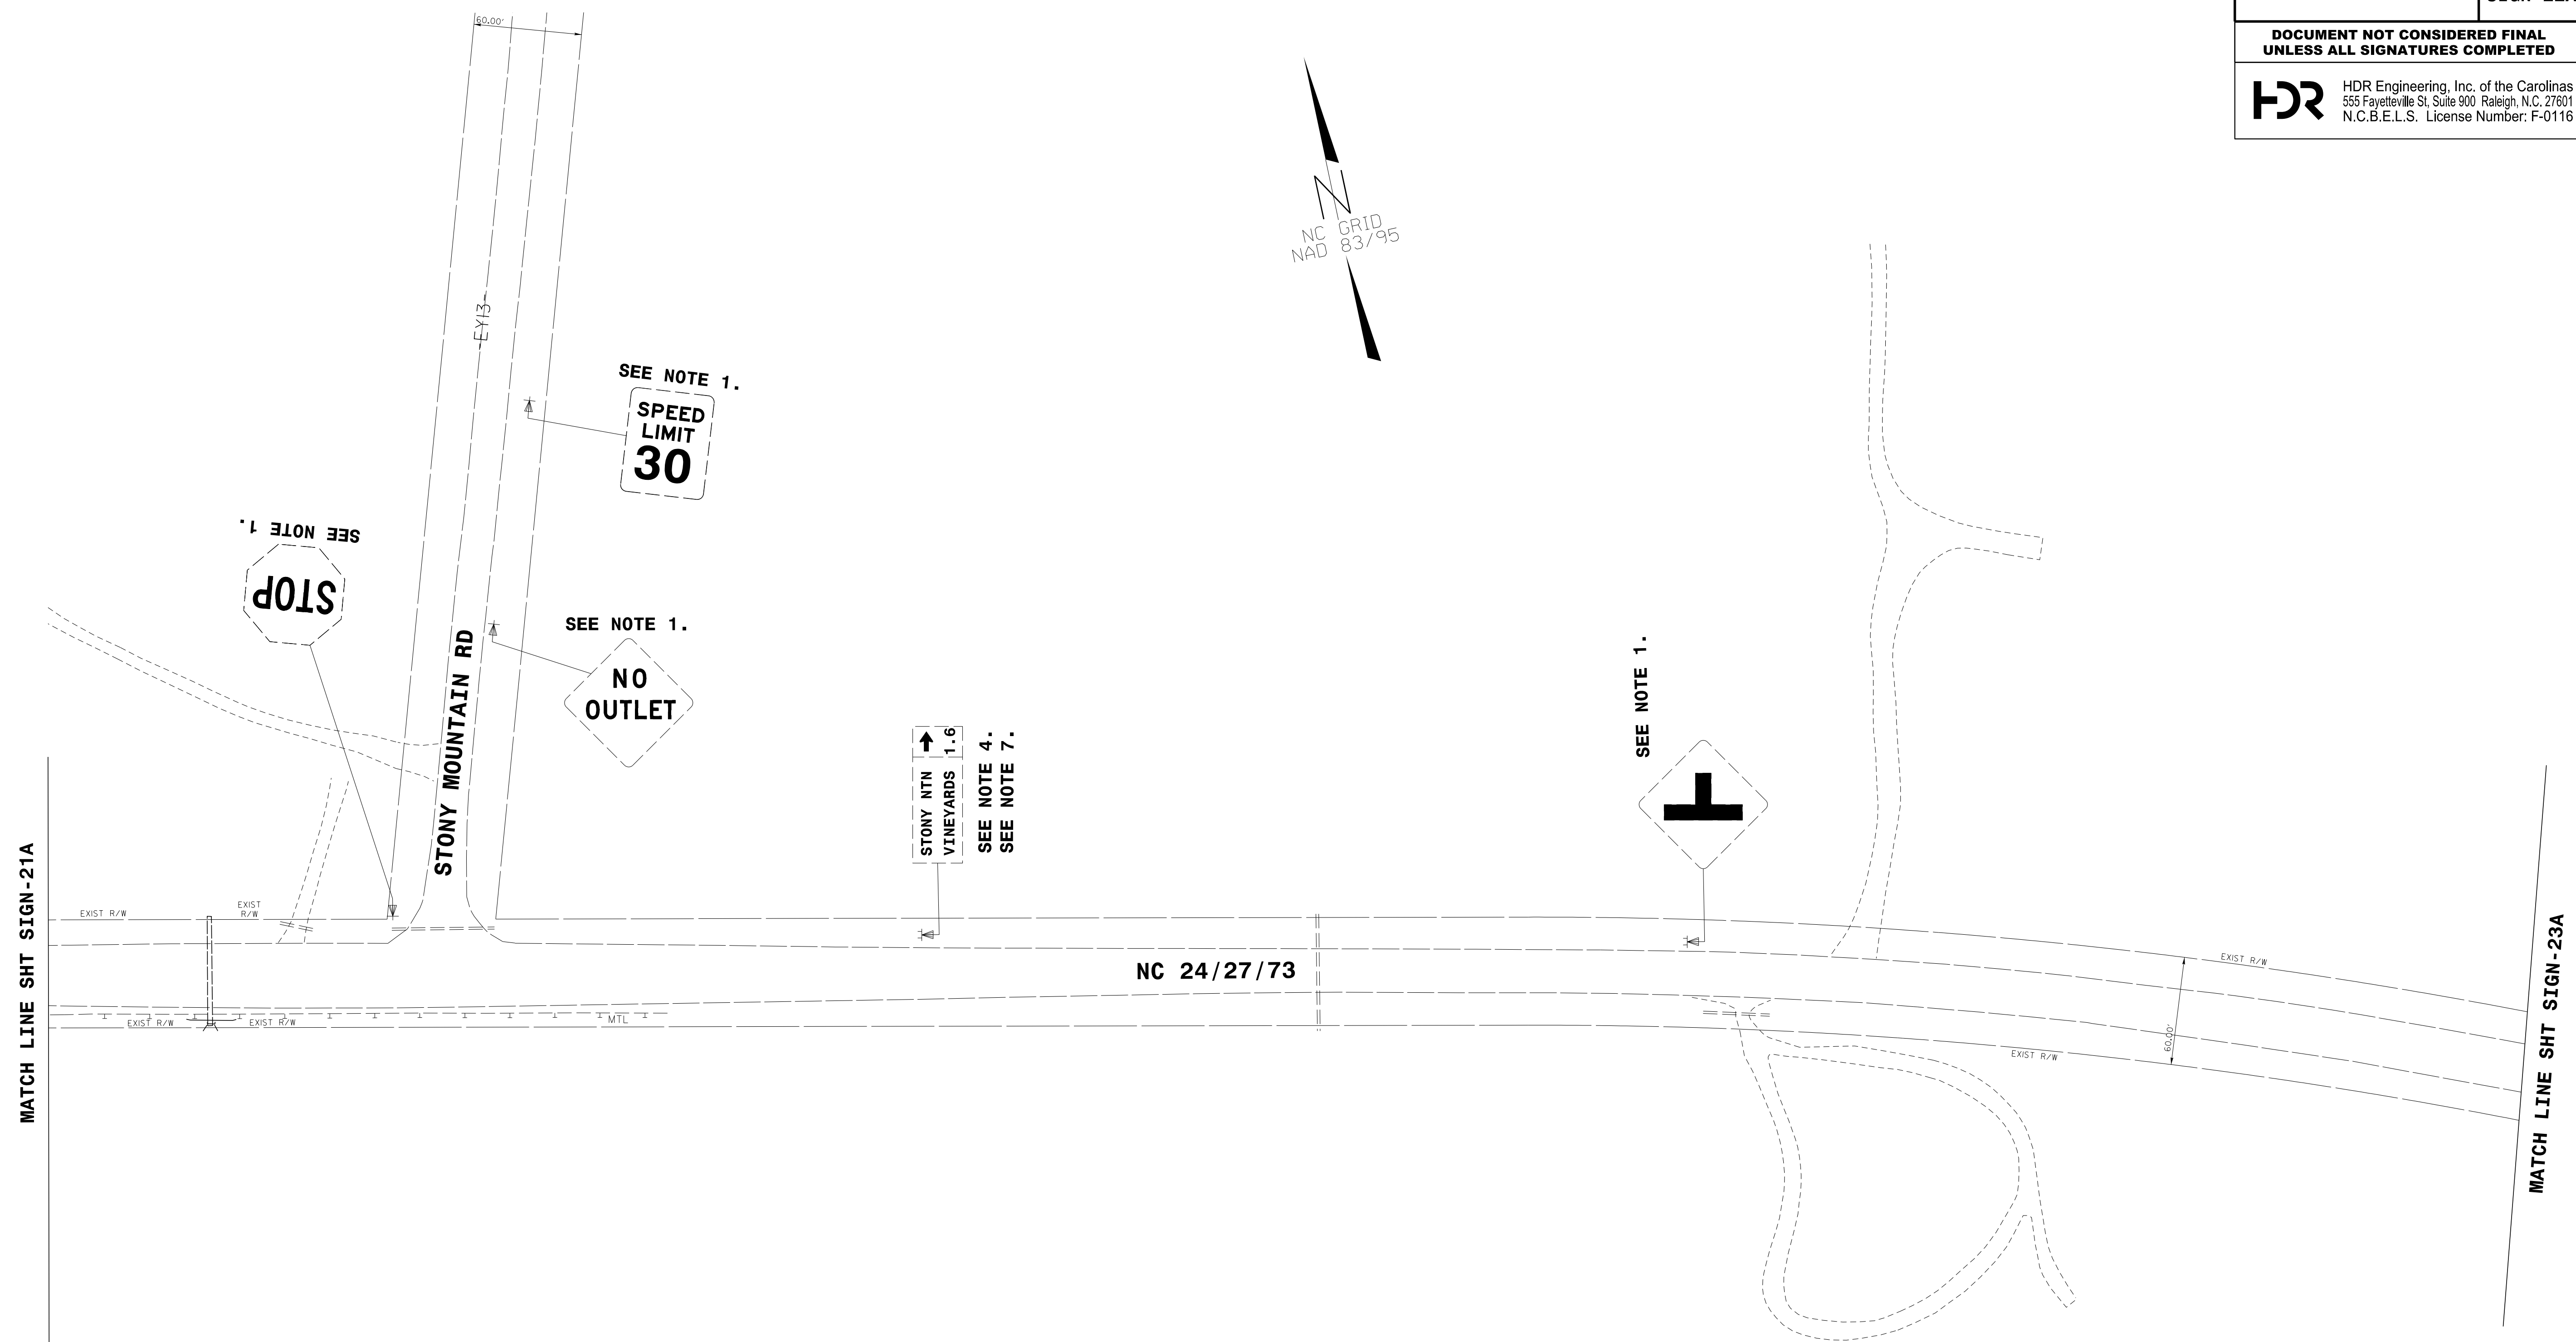 60.00'
DOCUMENT NOT CONSIDERED FINAL
UNLESS ALL SIGNATURES COMPLETED
HDR
HDR Engineering, Inc. of the Carolinas
555 Fayetteville St, Suite 900 Raleigh, N.C. 27601
N.C.B.E.L.S. License Number: F-0116
N
NC GRID
NAD 83/95
-EY13-
SEE NOTE 1.
SPEED
LIMIT
30
SEE NOTE 1.
STOP
STONY MOUNTAIN RD
SEE NOTE 1.
NO
OUTLET
STONY NTN
VINEYARDS 1.6
SEE NOTE 4.
SEE NOTE 7.
SEE NOTE 1.
MATCH LINE SHT SIGN-21A
EXIST R/W
EXIST
R/W
NC 24/27/73
EXIST R/W
EXIST R/W
MTL
EXIST R/W
60.00'
EXIST R/W
MATCH LINE SHT SIGN-23A